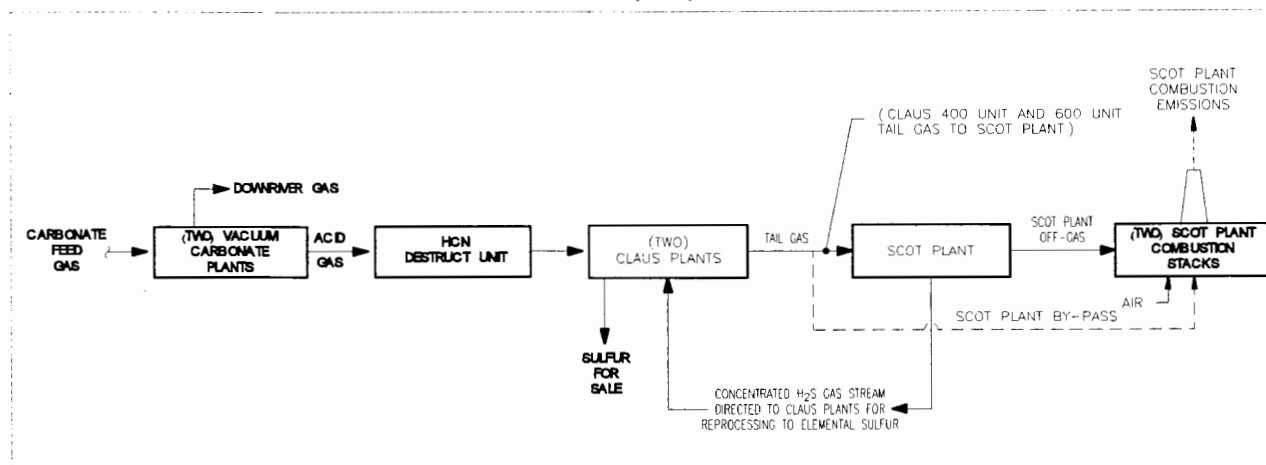 SCOT PLANT
COMBUSTION
EMISSIONS
(CLAUS 400 UNIT AND 600 UNIT
TAIL GAS TO SCOT PLANT)
DOWNRIVER GAS
CARBONATE
FEED
GAS
(TWO) VACUUM
CARBONATE
PLANTS
ACID
GAS
HCN
DESTRUCT UNIT
(TWO)
CLAUS PLANTS
TAIL GAS
SCOT PLANT
SCOT PLANT
OFF-GAS
(TWO) SCOT PLANT
COMBUSTION
STACKS
AIR
SCOT PLANT BY-PASS
SULFUR
FOR
SALE
CONCENTRATED H₂S GAS STREAM
DIRECTED TO CLAUS PLANTS FOR
REPROCESSING TO ELEMENTAL SULFUR